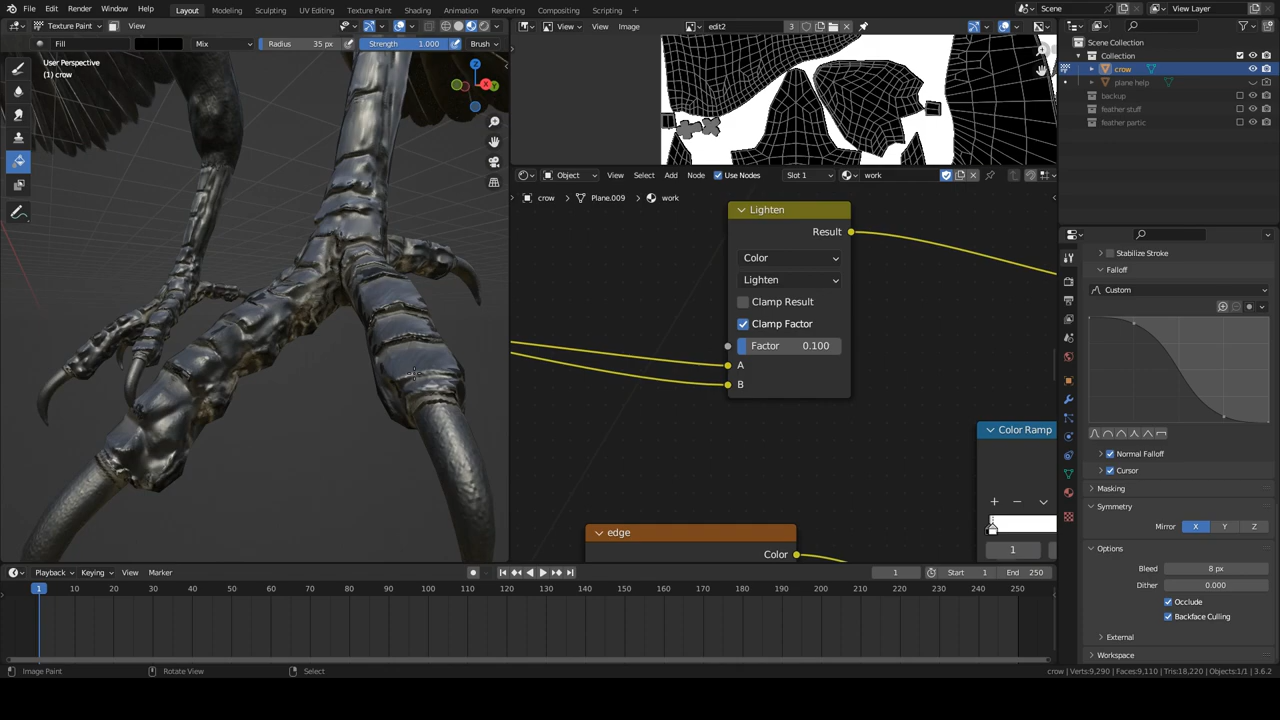 File Edit Render Window Help Layout Modeling Sculpting UV Editing Texture Paint Shading Animation Rendering Compositing Scripting Scene View Layer
Texture Paint View
Fill Mix Radius 35 px Strength 1.000 Brush
User Perspective
(1) crow
View Image edit2 3
Scene Collection
Collection
crow
plane help
backup
feather stuff
feather partic
Object View Select Add Node Use Nodes Slot 1 work
crow Plane.009 work
Lighten
Result
Color
Lighten
Clamp Result
Clamp Factor
Factor 0.100
A
B
Color Ramp
1
edge
Color
Stabilize Stroke
Falloff
Custom
Normal Falloff
Cursor
Masking
Symmetry
Mirror X Y Z
Options
Bleed 8 px
Dither 0.000
Occlude
Backface Culling
External
Workspace
Playback Keying View Marker 1 Start 1 End 250
1 10 20 30 40 50 60 70 80 90 100 110 120 130 140 150 160 170 180 190 200 210 220 230 240 250
Image Paint Rotate View Select crow | Verts:9,290 | Faces:9,110 | Tris:18,220 | Objects:1/1 | 3.6.2